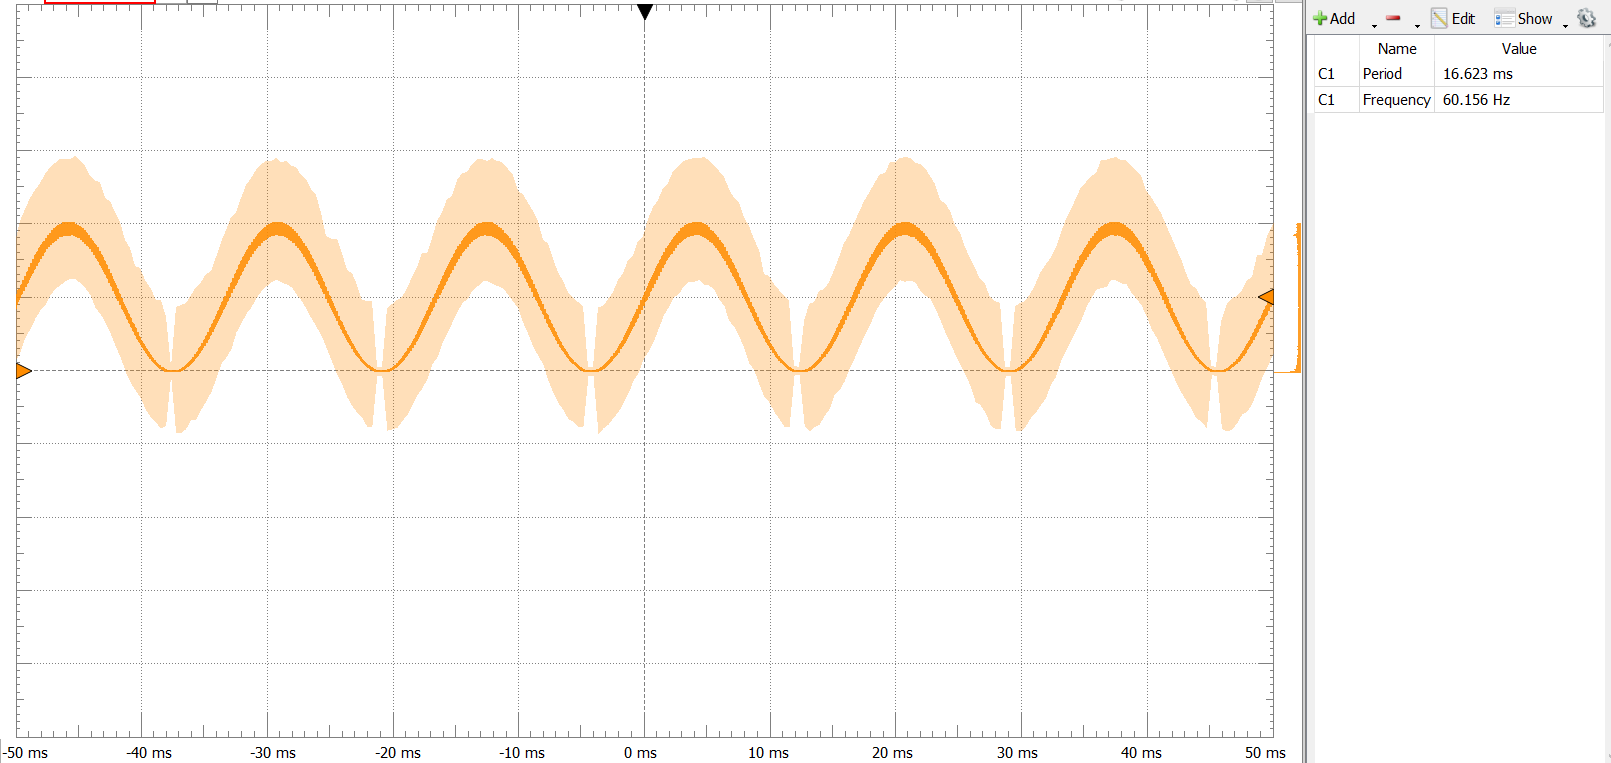 Add Edit Show
Name Value
C1 Period 16.623 ms
C1 Frequency 60.156 Hz
-50 ms -40 ms -30 ms -20 ms -10 ms 0 ms 10 ms 20 ms 30 ms 40 ms 50 ms